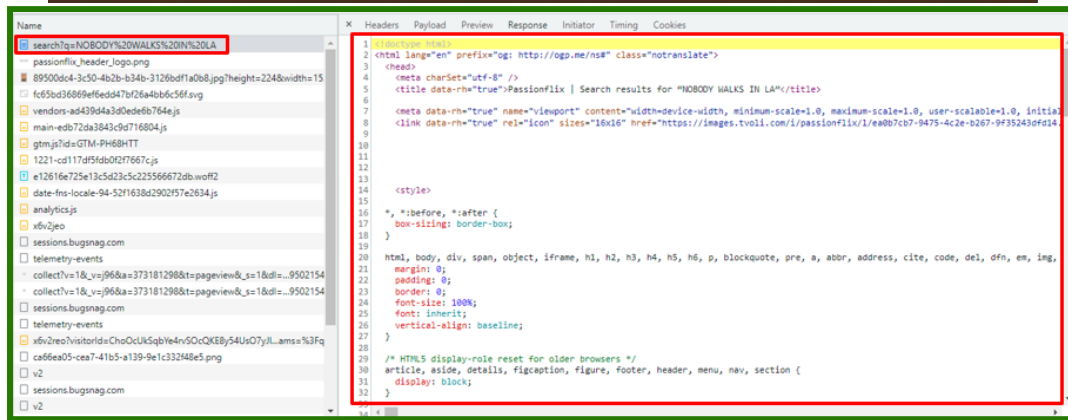 Name
× Headers Payload Preview Response Initiator Timing Cookies
search?q=NOBODY%20WALKS%20IN%20LA
passionflix_header_logo.png
89500dc4-3c50-4b2b-b34b-3126bdf1a0b8.jpg?height=224&width=15
fc65bd36869ef6edd47bf26a4bb6c56f.svg
vendors-ad439d4a3d0ede6b764e.js
main-edb72da3843c9d716804.js
gtm.js?id=GTM-PH68HTT
1221-cd117df5fdb0f2f7667c.js
e12616e725e13c5d23c5c225566672db.woff2
date-fns-locale-94-52f1638d2902f57e2634.js
analytics.js
x6v2jeo
sessions.bugsnag.com
telemetry-events
collect?v=1&_v=j96&a=373181298&t=pageview&_s=1&dl=...9502154
collect?v=1&_v=j96&a=373181298&t=pageview&_s=1&dl=...9502154
sessions.bugsnag.com
telemetry-events
x6v2reo?visitorId=ChoOcUkSqbYe4rvSOcQKE8y54UsO7yJl...ams=%3Fq
ca66ea05-cea7-41b5-a139-9e1c332f48e5.png
v2
sessions.bugsnag.com
v2
1 <!doctype html>
2 <html lang="en" prefix="og: http://ogp.me/ns#" class="notranslate">
3 <head>
4 <meta charSet="utf-8" />
5 <title data-rh="true">Passionflix | Search results for “NOBODY WALKS IN LA”</title>
6
7 <meta data-rh="true" name="viewport" content="width=device-width, minimum-scale=1.0, maximum-scale=1.0, user-scalable=1.0, initial
8 <link data-rh="true" rel="icon" sizes="16x16" href="https://images.tvoli.com/i/passionflix/l/ea0b7cb7-9475-4c2e-b267-9f35243dfd14.
9
10
11
12
13
14 <style>
15
16 *, *:before, *:after {
17 box-sizing: border-box;
18 }
19
20 html, body, div, span, object, iframe, h1, h2, h3, h4, h5, h6, p, blockquote, pre, a, abbr, address, cite, code, del, dfn, em, img,
21 margin: 0;
22 padding: 0;
23 border: 0;
24 font-size: 100%;
25 font: inherit;
26 vertical-align: baseline;
27 }
28
29 /* HTML5 display-role reset for older browsers */
30 article, aside, details, figcaption, figure, footer, header, menu, nav, section {
31 display: block;
32 }
33
34